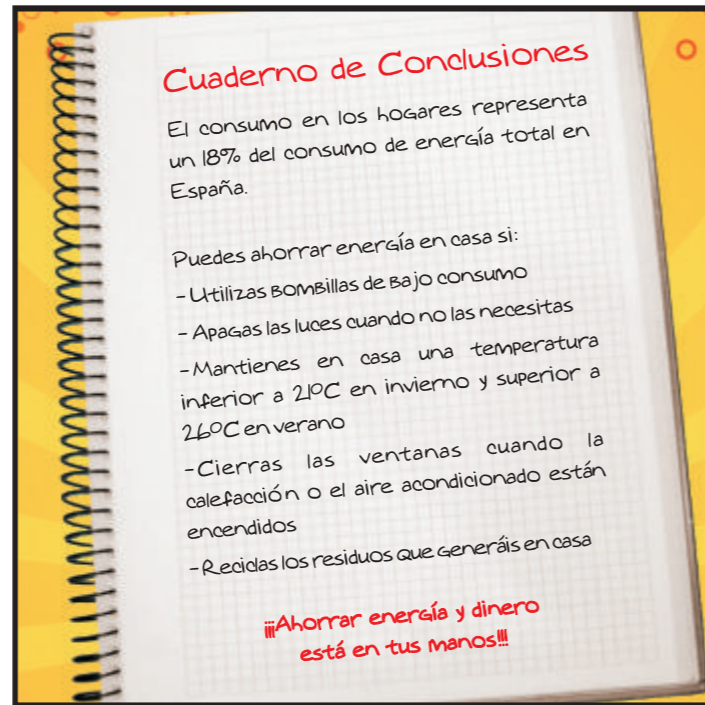 Cuaderno de Conclusiones
El consumo en los hogares representa
un 18% del consumo de energía total en
España.
Puedes ahorrar energía en casa si:
- Utilizas bombillas de bajo consumo
- Apagas las luces cuando no las necesitas
- Mantienes en casa una temperatura
inferior a 21ºC en invierno y superior a
26ºC en verano
- Cierras las ventanas cuando la
calefacción o el aire acondicionado están
encendidos
- Reciclas los residuos que generáis en casa
¡¡¡Ahorrar energía y dinero
está en tus manos!!!